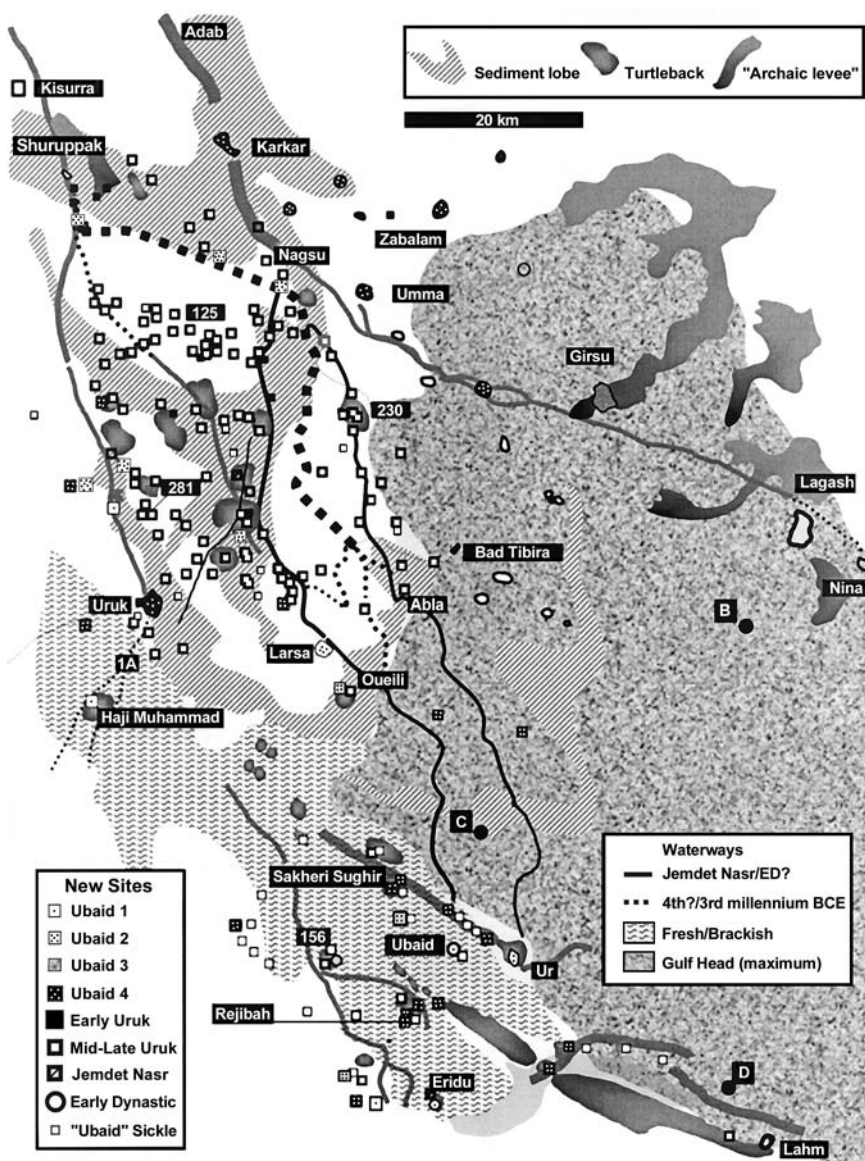 Adab
Kisurra
Shuruppak
Karkar
Sediment lobe
Turtleback
"Archaic levee"
20 km
Zabalam
Nagsu
Umma
125
Girsu
230
281
Lagash
Bad Tibira
Nina
Uruk
Abla
B
1A
Larsa
Oueili
Haji Muhammad
C
Sakheri Sughir
156
Ubaid
Ur
Rejibah
Eridu
D
Lahm
New Sites
Ubaid 1
Ubaid 2
Ubaid 3
Ubaid 4
Early Uruk
Mid-Late Uruk
Jemdet Nasr
Early Dynastic
"Ubaid" Sickle
Waterways
Jemdet Nasr/ED?
4th?/3rd millennium BCE
Fresh/Brackish
Gulf Head (maximum)